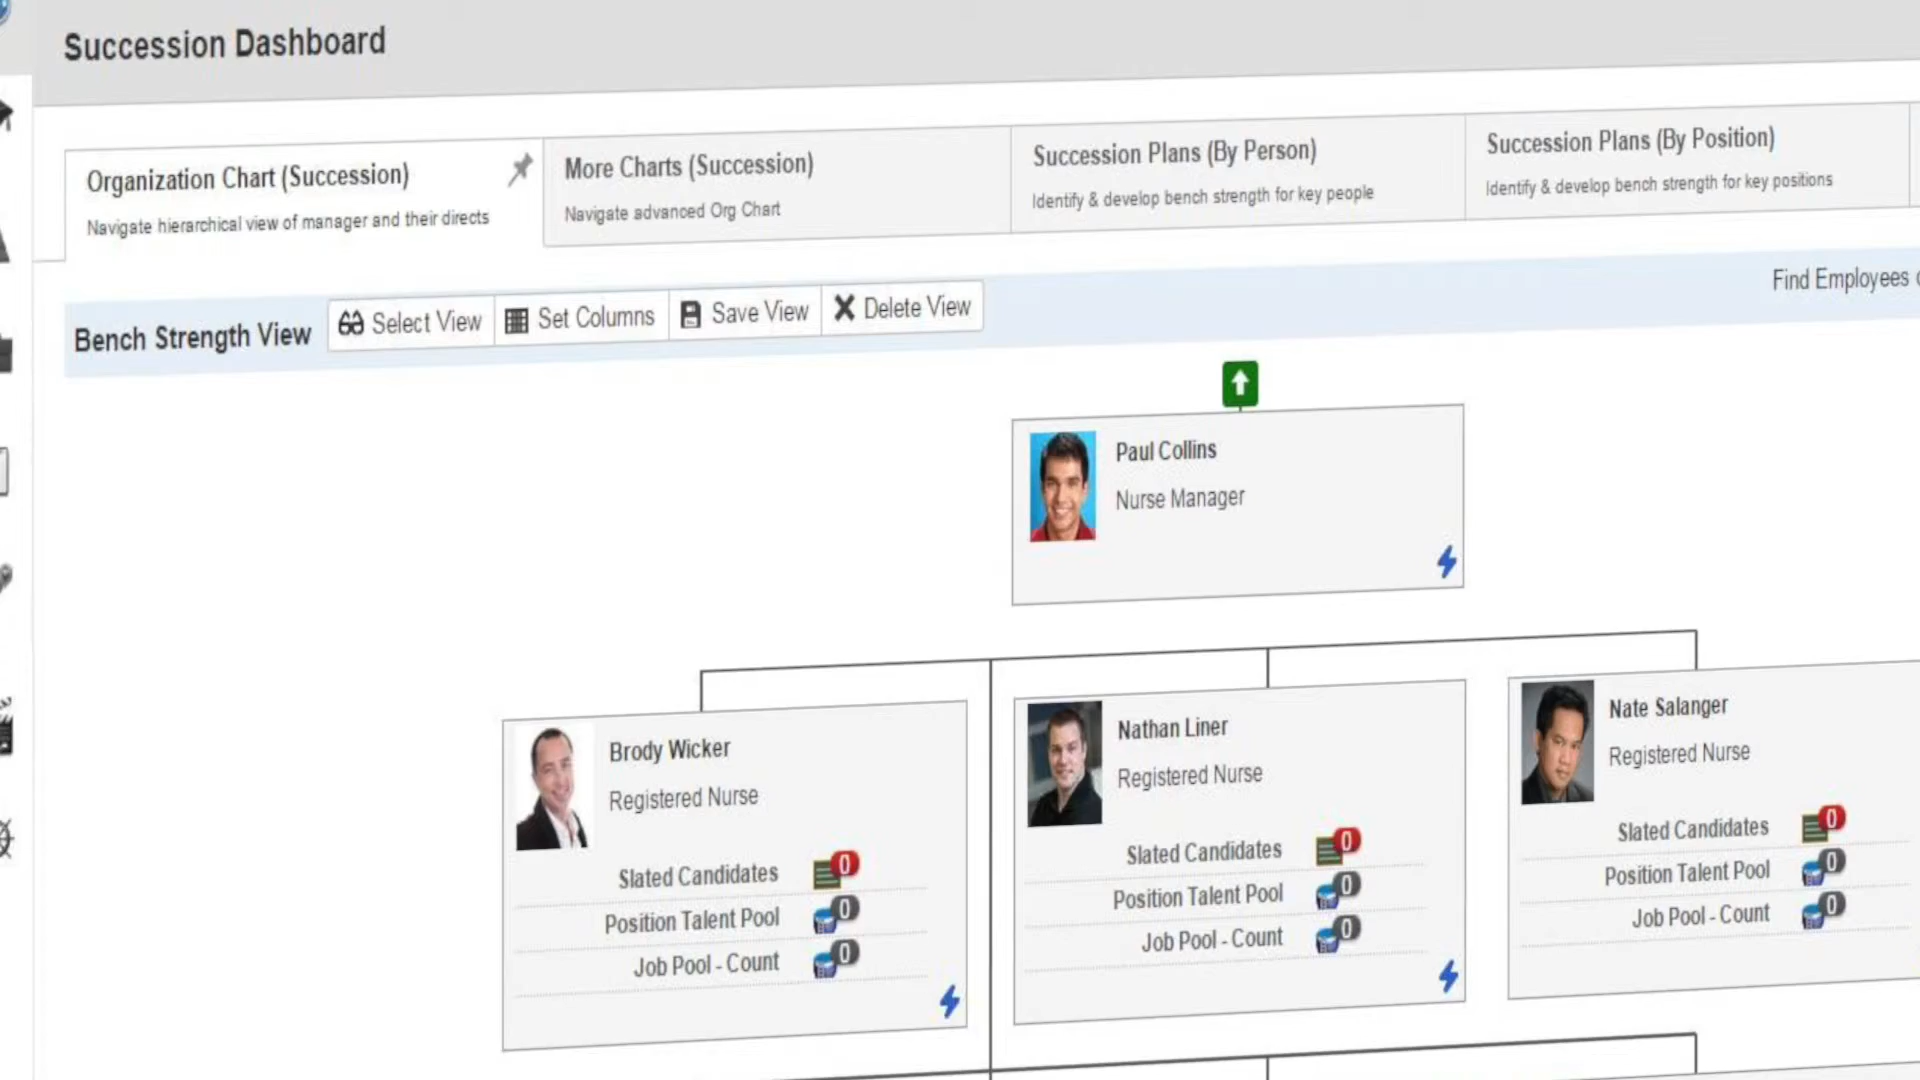 Succession Dashboard
Organization Chart (Succession)
Navigate hierarchical view of manager and their directs
More Charts (Succession)
Navigate advanced Org Chart
Succession Plans (By Person)
Identify & develop bench strength for key people
Succession Plans (By Position)
Identify & develop bench strength for key positions
Bench Strength View
Select View
Set Columns
Save View
Delete View
Find Employees
Paul Collins
Nurse Manager
Brody Wicker
Registered Nurse
Slated Candidates 0
Position Talent Pool 0
Job Pool - Count 0
Nathan Liner
Registered Nurse
Slated Candidates 0
Position Talent Pool 0
Job Pool - Count 0
Nate Salanger
Registered Nurse
Slated Candidates 0
Position Talent Pool 0
Job Pool - Count 0